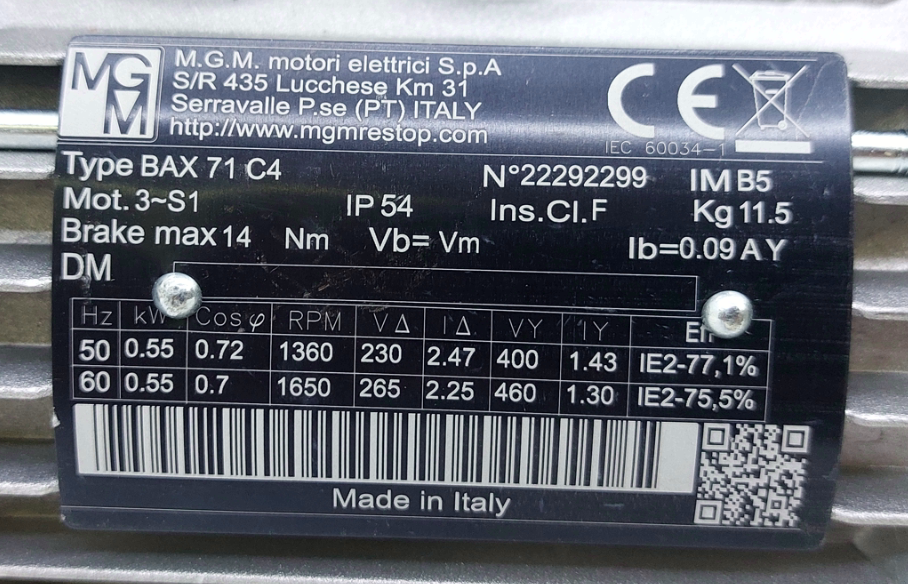 MGM
M.G.M. motori elettrici S.p.A
S/R 435 Lucchese Km 31
Serravalle P.se (PT) ITALY
http://www.mgmrestop.com
CE
IEC 60034-1
Type BAX 71 C4 N°22292299 IM B5
Mot. 3~S1 IP 54 Ins.Cl.F Kg 11.5
Brake max 14 Nm Vb= Vm Ib=0.09 A Y
DM
Hz kW Cos φ RPM V Δ I Δ VY IY
50 0.55 0.72 1360 230 2.47 400 1.43 IE2-77,1%
60 0.55 0.7 1650 265 2.25 460 1.30 IE2-75,5%
Made in Italy